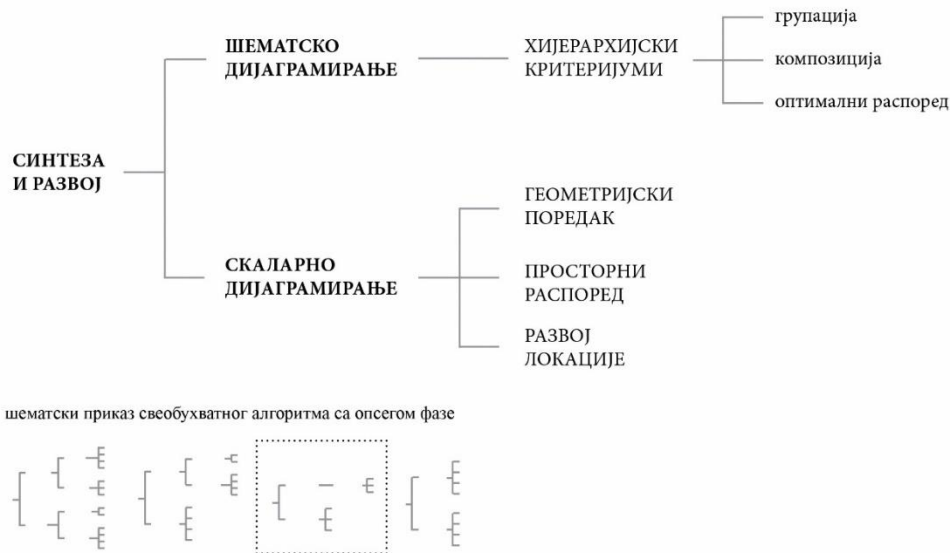 СИНТЕЗА
И РАЗВОЈ
ШЕМАТСКО
ДИЈАГРАМИРАЊЕ
ХИЈЕРАРХИЈСКИ
КРИТЕРИЈУМИ
групација
композиција
оптимални распоред
СКАЛАРНО
ДИЈАГРАМИРАЊЕ
ГЕОМЕТРИЈСКИ
ПОРЕДАК
ПРОСТОРНИ
РАСПОРЕД
РАЗВОЈ
ЛОКАЦИЈЕ
шематски приказ свеобухватног алгоритма са опсегом фазе